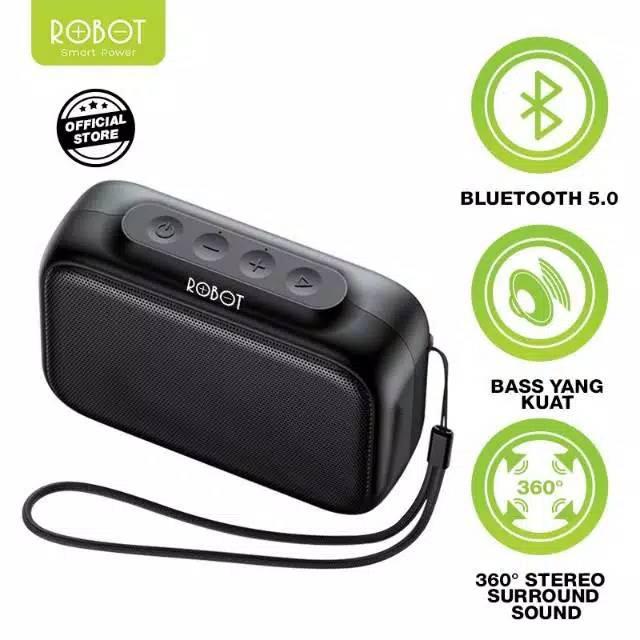 ROBOT
Smart Power
OFFICIAL
STORE
BLUETOOTH 5.0
ROBOT
BASS YANG
KUAT
360°
360° STEREO
SURROUND
SOUND